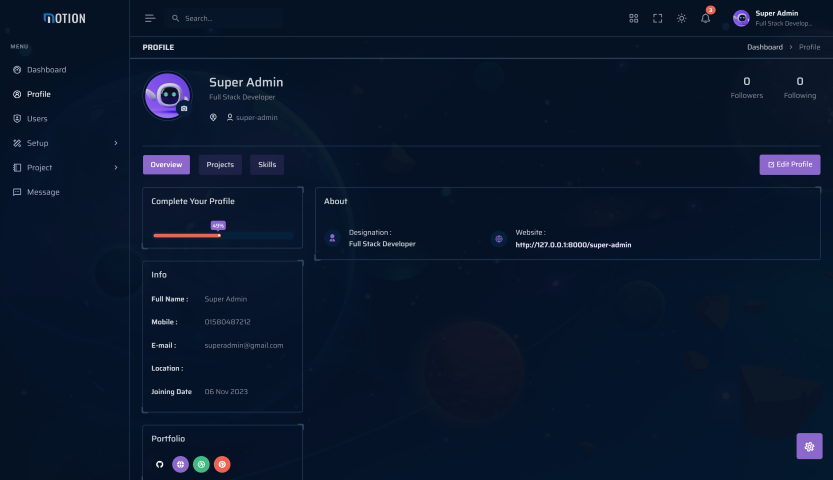 NOTION
Search...
3
Super Admin
Full Stack Develop...
MENU
Dashboard
Profile
Users
Setup
Project
Message
PROFILE
Dashboard > Profile
Super Admin
Full Stack Developer
super-admin
0
Followers
0
Following
Overview
Projects
Skills
Edit Profile
Complete Your Profile
49%
Info
Full Name :
Super Admin
Mobile :
01580487212
E-mail :
superadmin@gmail.com
Location :
Joining Date
06 Nov 2023
Portfolio
About
Designation :
Full Stack Developer
Website :
http://127.0.0.1:8000/super-admin